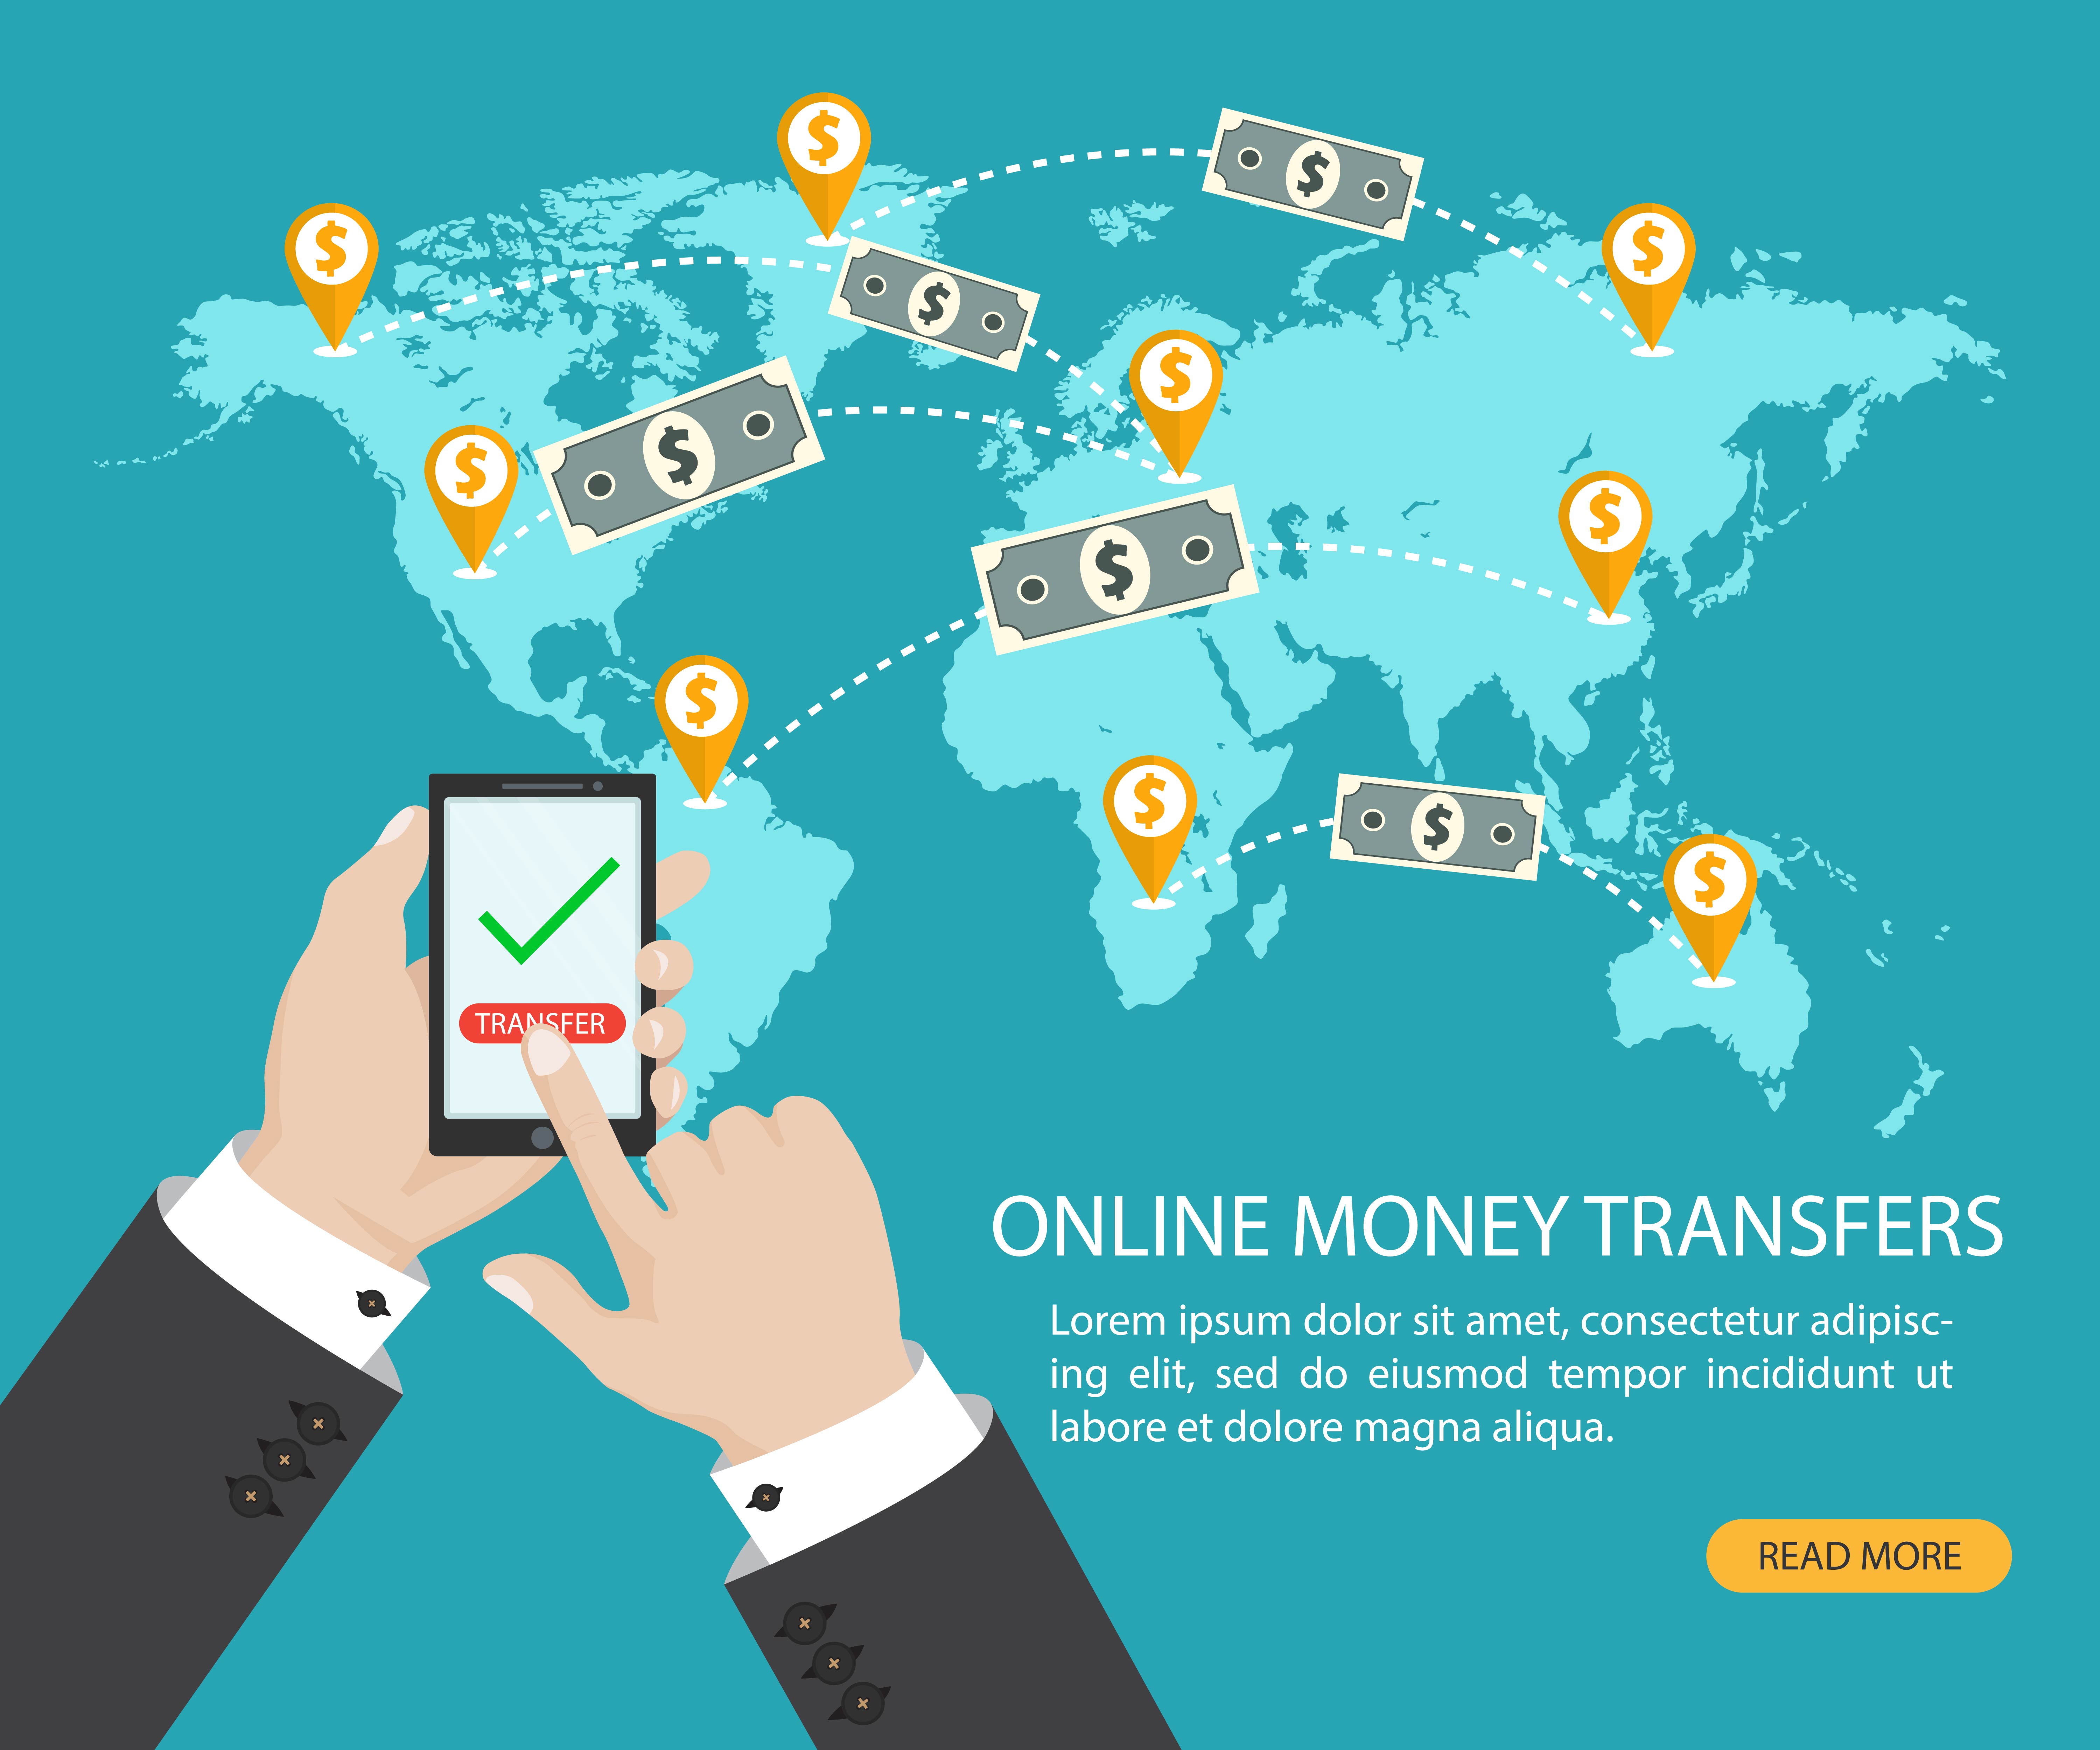 $
$
$
$
$
$
$
$
$
$
$
$
$
$
TRANSFER
ONLINE MONEY TRANSFERS
Lorem ipsum dolor sit amet, consectetur adipisc-
ing elit, sed do eiusmod tempor incididunt ut
labore et dolore magna aliqua.
READ MORE